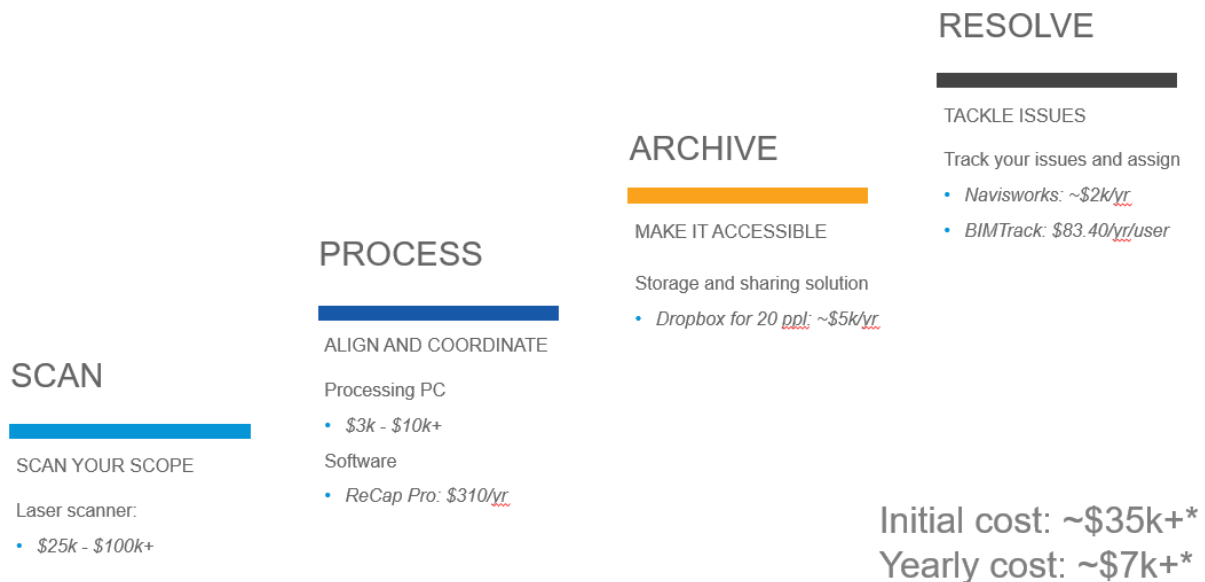 SCAN
SCAN YOUR SCOPE
Laser scanner:
• $25k - $100k+
PROCESS
ALIGN AND COORDINATE
Processing PC
• $3k - $10k+
Software
• ReCap Pro: $310/yr
ARCHIVE
MAKE IT ACCESSIBLE
Storage and sharing solution
• Dropbox for 20 ppl: ~$5k/yr
RESOLVE
TACKLE ISSUES
Track your issues and assign
• Navisworks: ~$2k/yr
• BIMTrack: $83.40/yr/user
Initial cost: ~$35k+*
Yearly cost: ~$7k+*